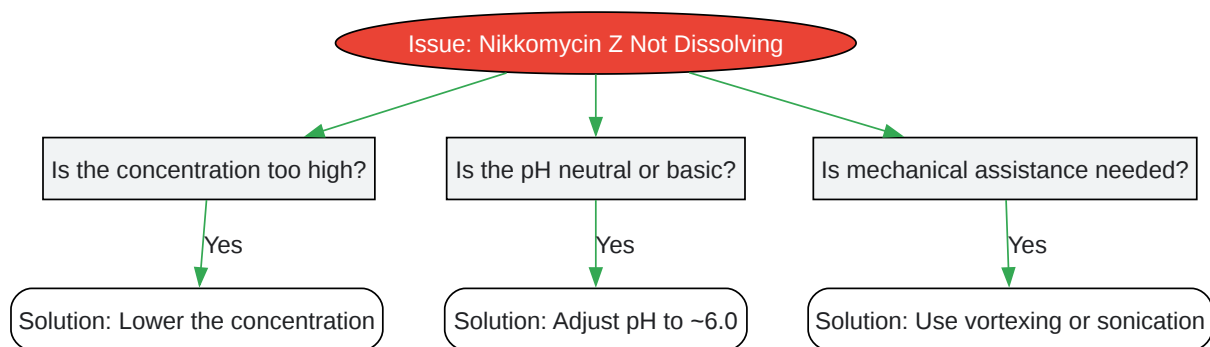 Issue: Nikkomycin Z Not Dissolving
Is the concentration too high?
Is the pH neutral or basic?
Is mechanical assistance needed?
Yes
Yes
Yes
Solution: Lower the concentration
Solution: Adjust pH to ~6.0
Solution: Use vortexing or sonication